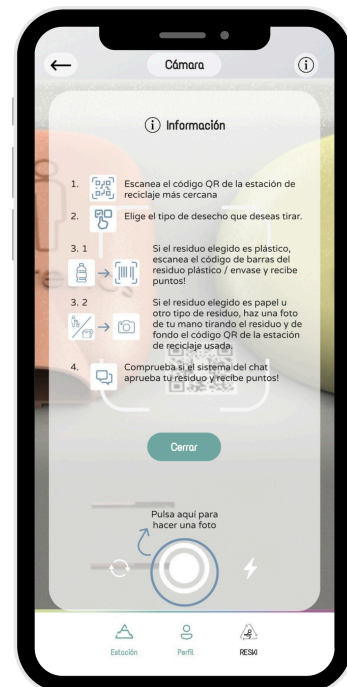 Cámara
Información
1. Escanea el código QR de la estación de
reciclaje más cercana
2. Elige el tipo de desecho que deseas tirar.
3. 1 Si el residuo elegido es plástico,
escanea el código de barras del
residuo plástico / envase y recibe
puntos!
3. 2 Si el residuo elegido es papel u
otro tipo de residuo, haz una foto
de tu mano tirando el residuo y de
fondo el código QR de la estación
de reciclaje usada.
4. Comprueba si el sistema del chat
aprueba tu residuo y recibe puntos!
Cerrar
Pulsa aquí para
hacer una foto
Estación Perfil RESKI